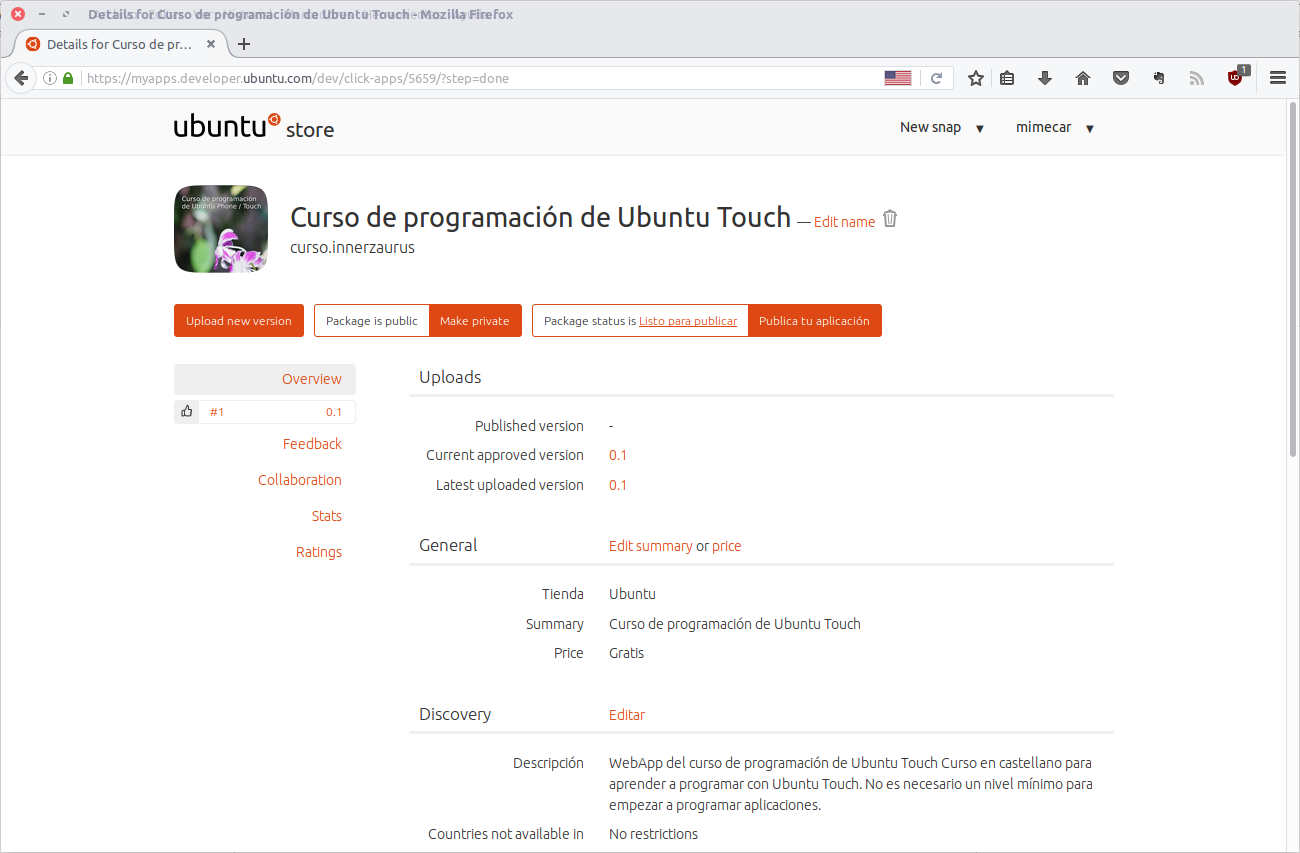 Details for Curso de programación de Ubuntu Touch - Mozilla Firefox
Details for Curso de pr...
https://myapps.developer.ubuntu.com/dev/click-apps/5659/?step=done
1
ubuntu store
New snap
mimecar
Curso de programación
de Ubuntu Phone / Touch
Curso de programación de Ubuntu Touch — Edit name
curso.innerzaurus
Upload new version
Package is public
Make private
Package status is Listo para publicar
Publica tu aplicación
Overview
#1 0.1
Feedback
Collaboration
Stats
Ratings
Uploads
Published version -
Current approved version 0.1
Latest uploaded version 0.1
General Edit summary or price
Tienda Ubuntu
Summary Curso de programación de Ubuntu Touch
Price Gratis
Discovery Editar
Descripción WebApp del curso de programación de Ubuntu Touch Curso en castellano para
aprender a programar con Ubuntu Touch. No es necesario un nivel mínimo para
empezar a programar aplicaciones.
Countries not available in No restrictions